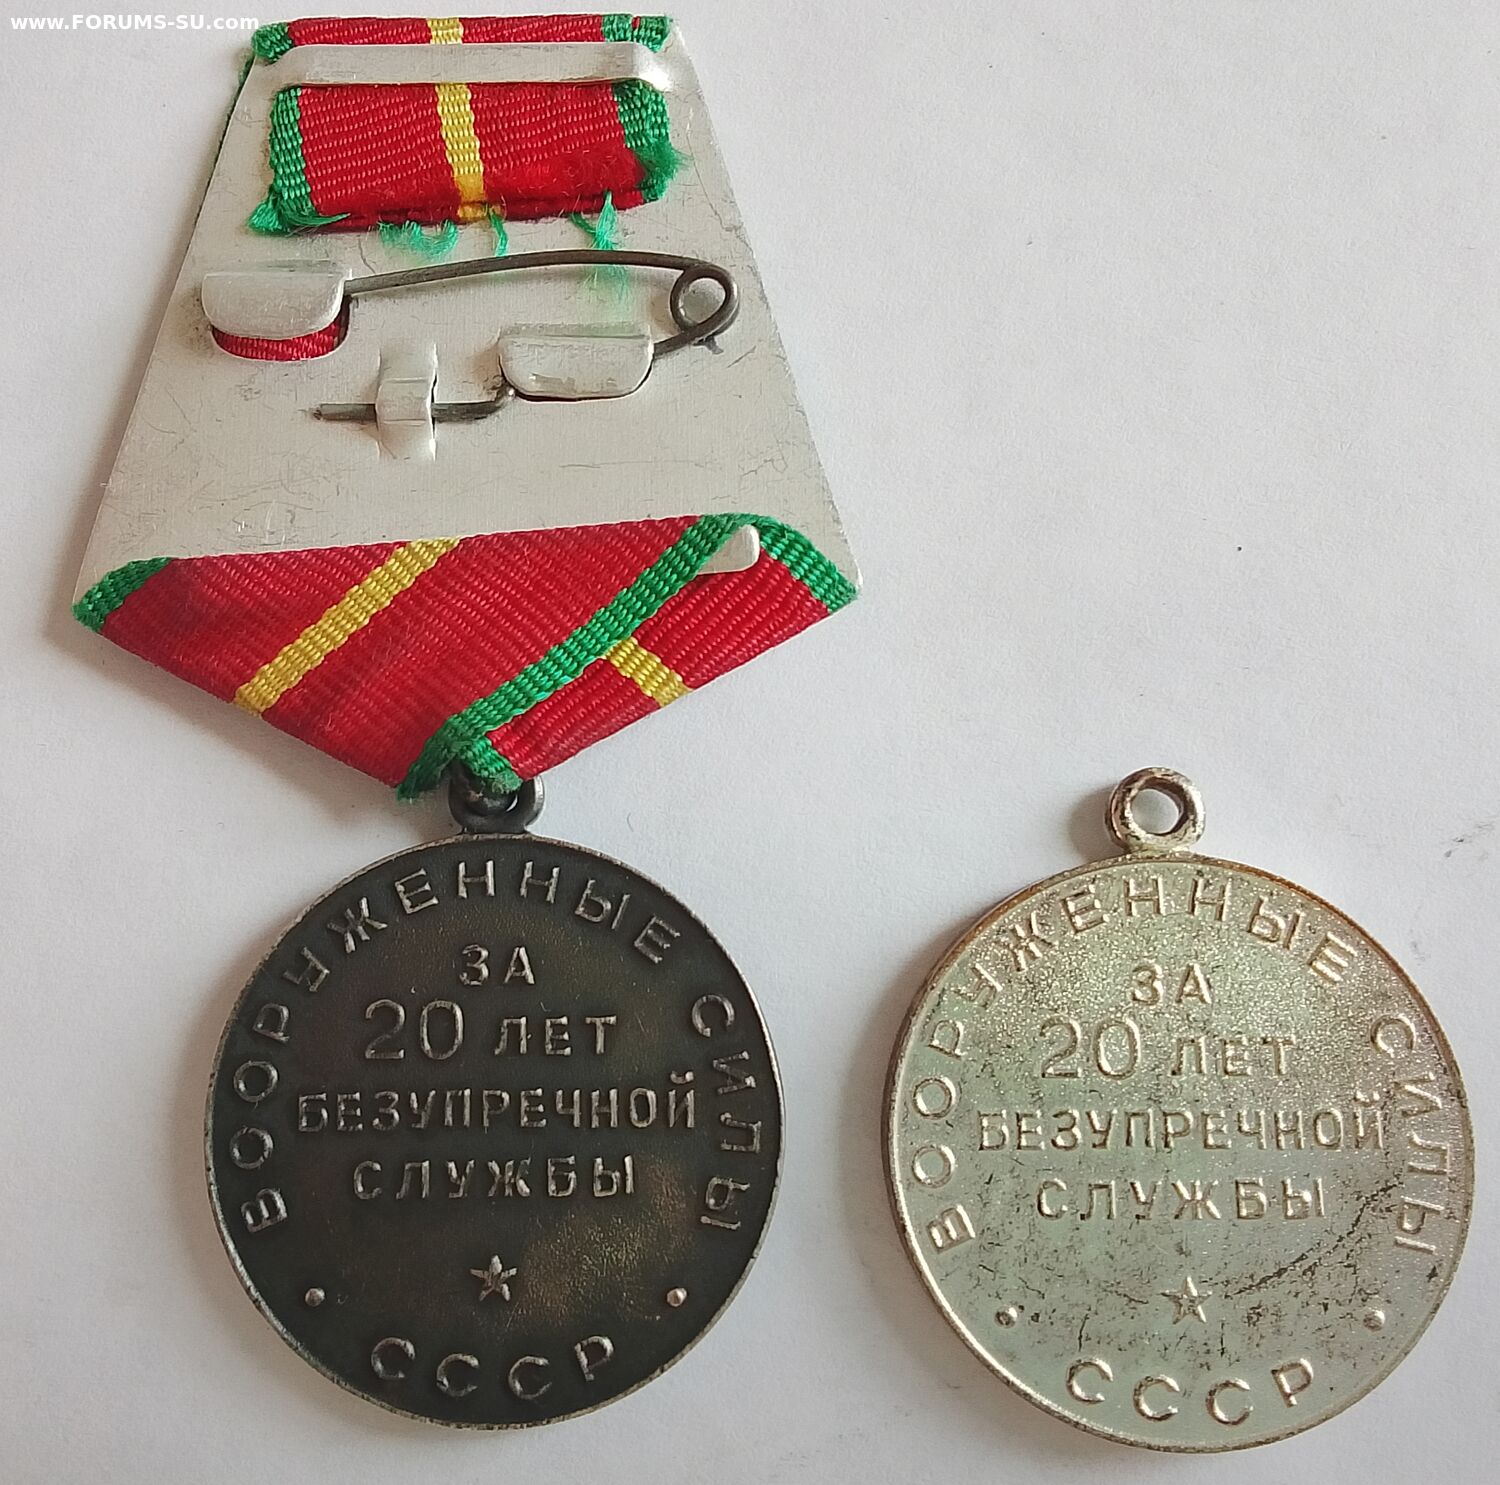 www.FORUMS-SU.com
ВООРУЖЕННЫЕ СИЛЫ
ЗА
20 ЛЕТ
БЕЗУПРЕЧНОЙ
СЛУЖБЫ
СССР
ВООРУЖЕННЫЕ СИЛЫ
ЗА
20 ЛЕТ
БЕЗУПРЕЧНОЙ
СЛУЖБЫ
СССР